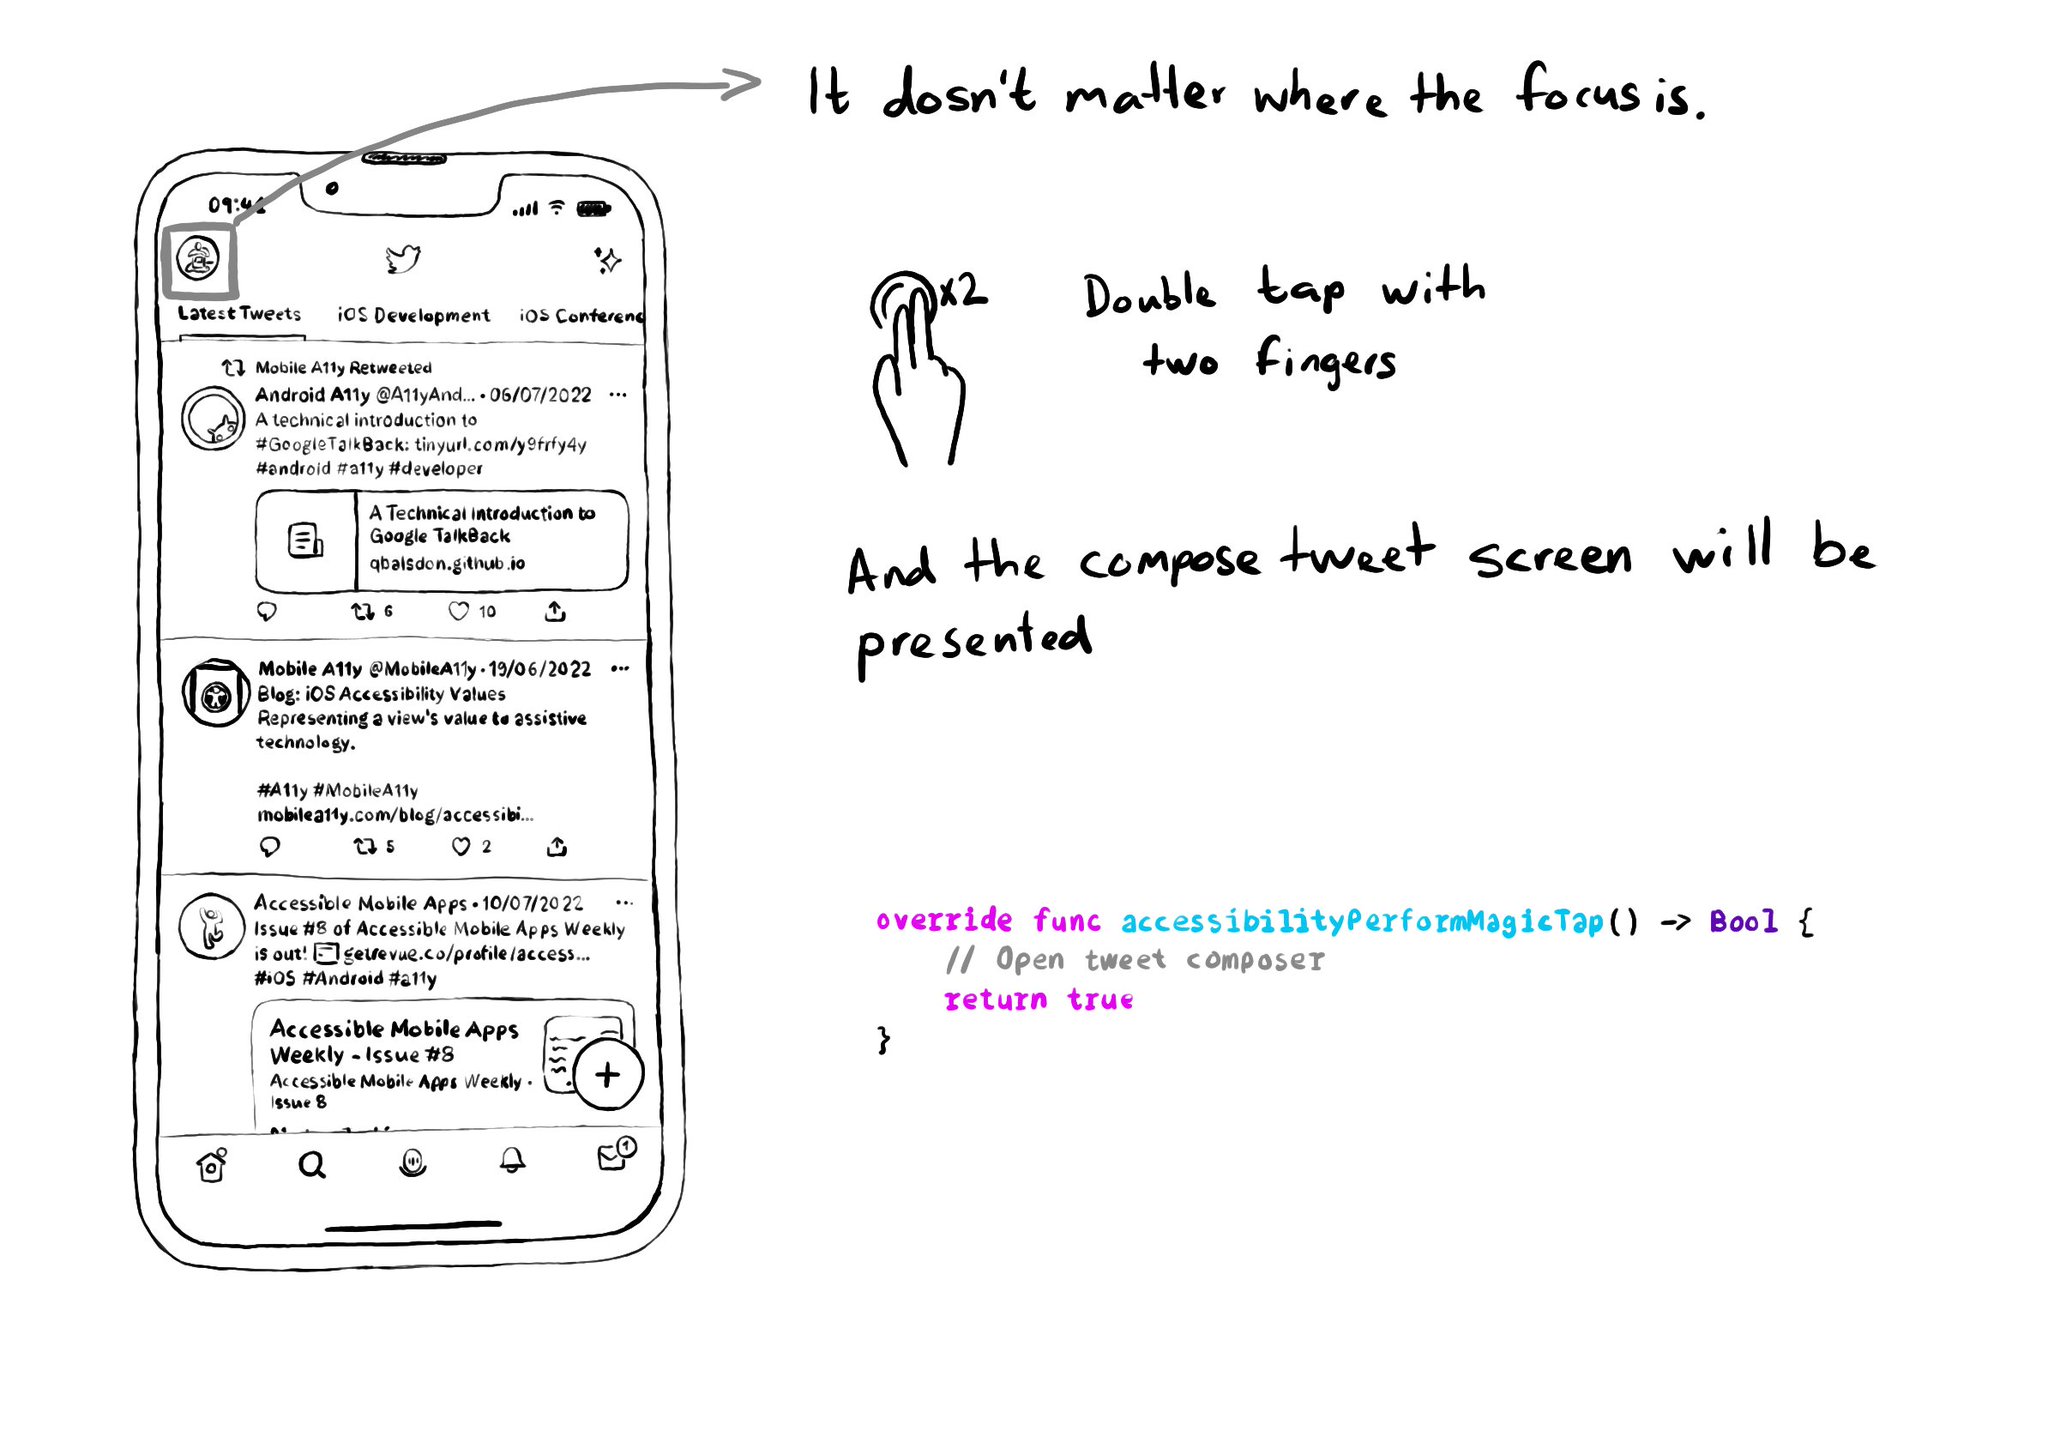 It dosn't matter where the focus is.
09:41
Latest Tweets
iOS Development
iOS Conferenc
Mobile A11y Retweeted
Android A11y @A11yAnd... · 06/07/2022 ...
A technical introduction to
#GoogleTalkBack: tinyurl.com/y9frfy4y
#android #a11y #developer
A Technical introduction to
Google TalkBack
qbalsdon.github.io
6
10
Mobile A11y @MobileA11y · 19/06/2022 ...
Blog: iOS Accessibility Values
Representing a view's value to assistive
technology.
#A11y #MobileA11y
mobilea11y.com/blog/accessibi...
5
2
Accessible Mobile Apps · 10/07/2022 ...
Issue #8 of Accessible Mobile Apps Weekly
is out! getrevue.co/profile/access...
#iOS #Android #a11y
Accessible Mobile Apps
Weekly - Issue #8
Accessible Mobile Apps Weekly ·
Issue 8
+
1
x2
Double tap with
two fingers
And the compose tweet screen will be
presented
override func accessibilityPerformMagicTap() -> Bool {
// Open tweet composer
return true
}